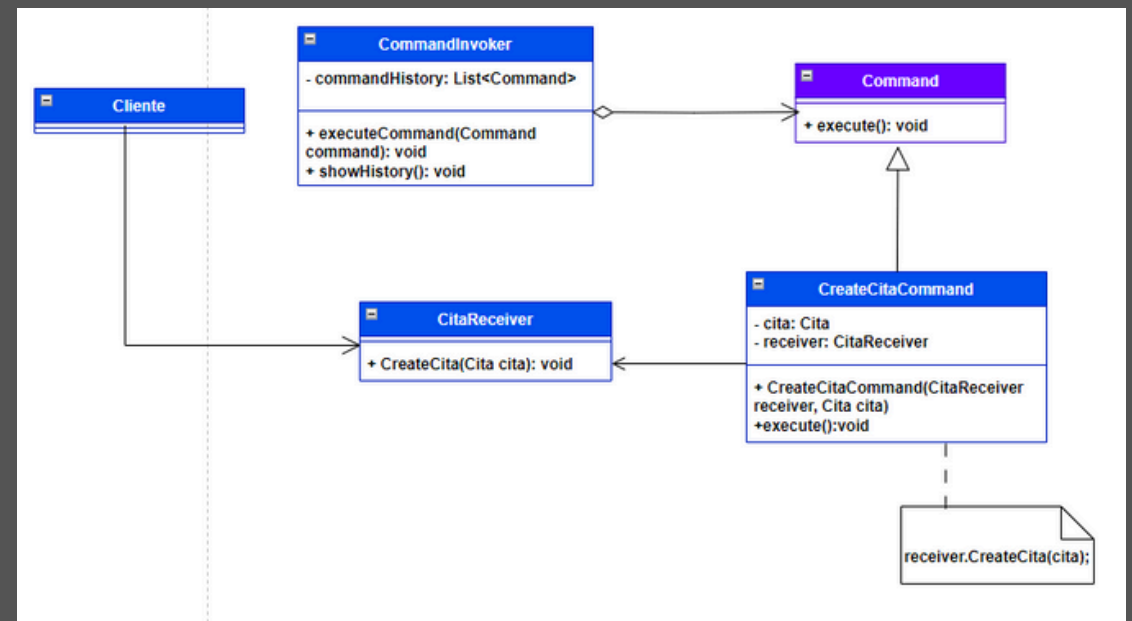 CommandInvoker
- commandHistory: List<Command>
+ executeCommand(Command
command): void
+ showHistory(): void
Cliente
Command
+ execute(): void
CitaReceiver
+ CreateCita(Cita cita): void
CreateCitaCommand
- cita: Cita
- receiver: CitaReceiver
+ CreateCitaCommand(CitaReceiver
receiver, Cita cita)
+execute():void
receiver.CreateCita(cita);